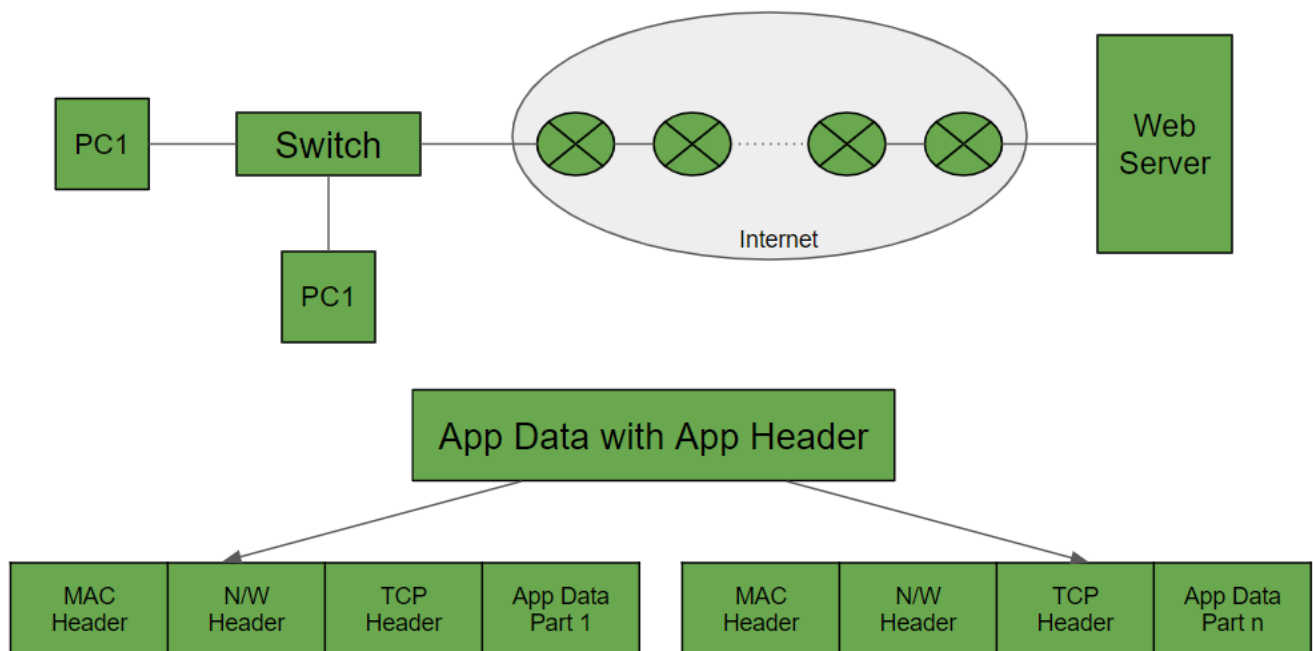 PC1
Switch
Web
Server
Internet
PC1
App Data with App Header
MAC
Header
N/W
Header
TCP
Header
App Data
Part 1
MAC
Header
N/W
Header
TCP
Header
App Data
Part n